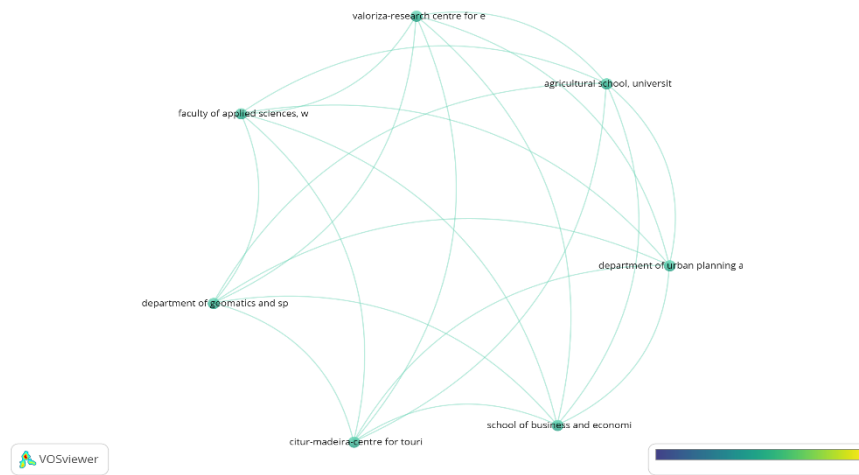 valoriza-research centre for e
agricultural school, universit
faculty of applied sciences, w
department of urban planning a
department of geomatics and sp
school of business and economi
citur-madeira-centre for touri
VOSviewer